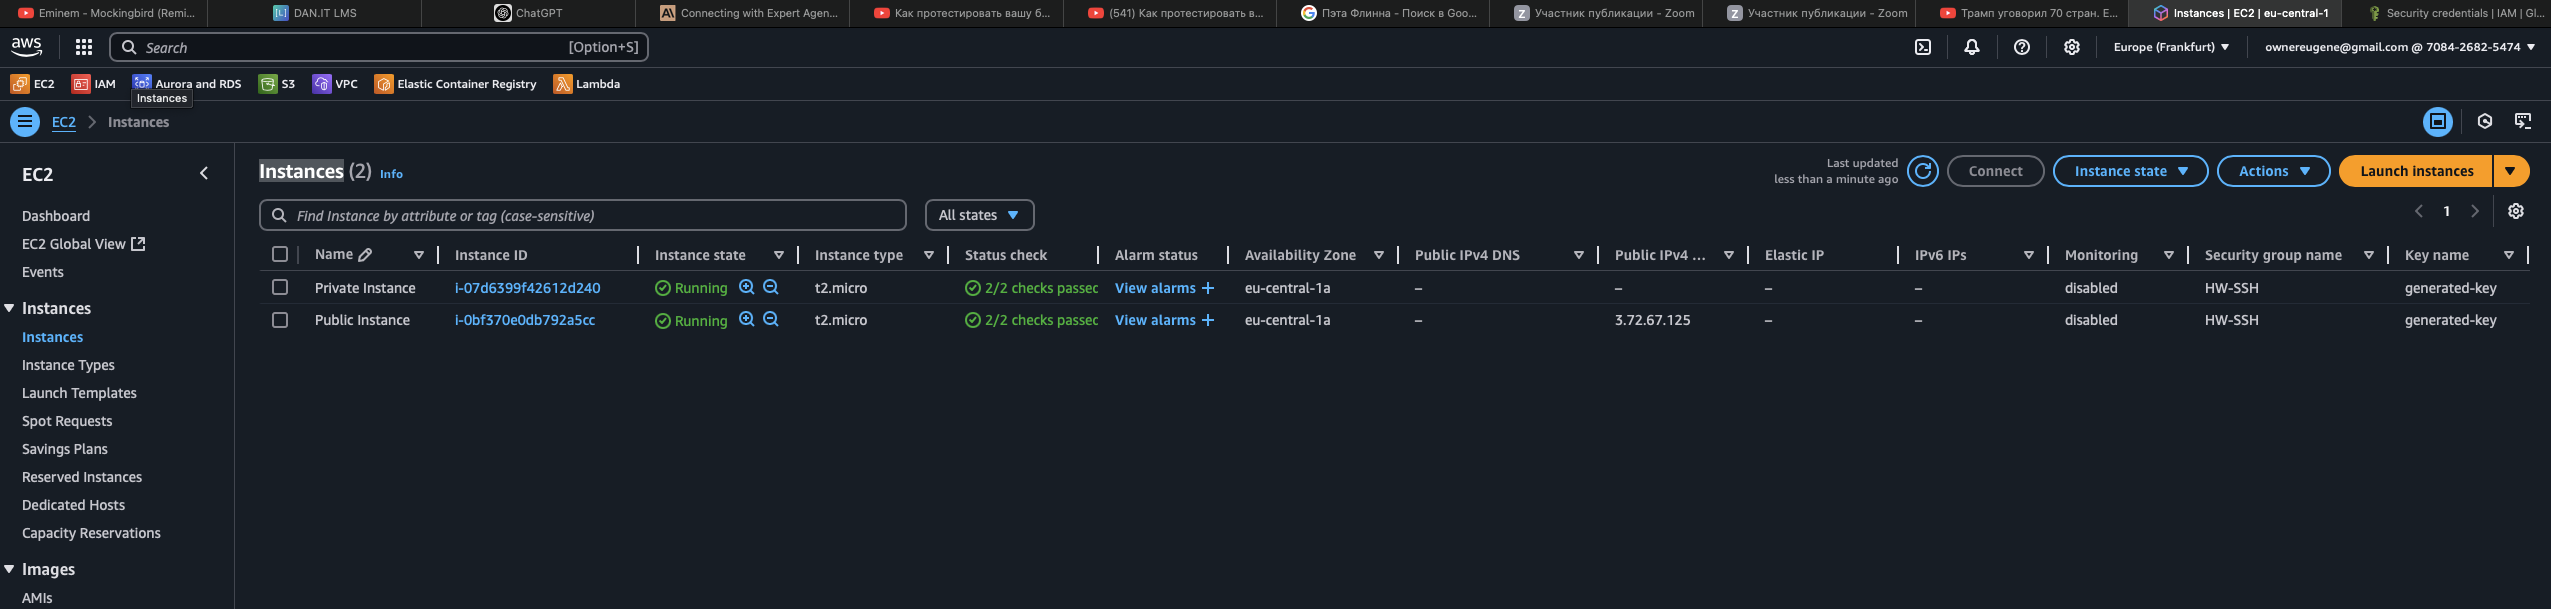 Eminem - Mockingbird (Remi...
DAN.IT LMS
ChatGPT
Connecting with Expert Agen...
Как протестировать вашу б...
(541) Как протестировать в...
Пэта Флинна - Поиск в Goo...
Участник публикации - Zoom
Участник публикации - Zoom
Трамп уговорил 70 стран. Е...
Instances | EC2 | eu-central-1
Security credentials | IAM | Gl...
aws
Search
[Option+S]
Europe (Frankfurt)
ownereugene@gmail.com @ 7084-2682-5474
EC2
IAM
Aurora and RDS
S3
VPC
Elastic Container Registry
Lambda
Instances
EC2
Instances
EC2
Dashboard
EC2 Global View
Events
Instances
Instances
Instance Types
Launch Templates
Spot Requests
Savings Plans
Reserved Instances
Dedicated Hosts
Capacity Reservations
Images
AMIs
Instances (2) Info
Last updated
less than a minute ago
Connect
Instance state
Actions
Launch instances
Find Instance by attribute or tag (case-sensitive)
All states
1
Name Instance ID Instance state Instance type Status check Alarm status Availability Zone Public IPv4 DNS Public IPv4 ... Elastic IP IPv6 IPs Monitoring Security group name Key name
Private Instance i-07d6399f42612d240 Running t2.micro 2/2 checks passec View alarms + eu-central-1a – – – – disabled HW-SSH generated-key
Public Instance i-0bf370e0db792a5cc Running t2.micro 2/2 checks passec View alarms + eu-central-1a – 3.72.67.125 – – disabled HW-SSH generated-key